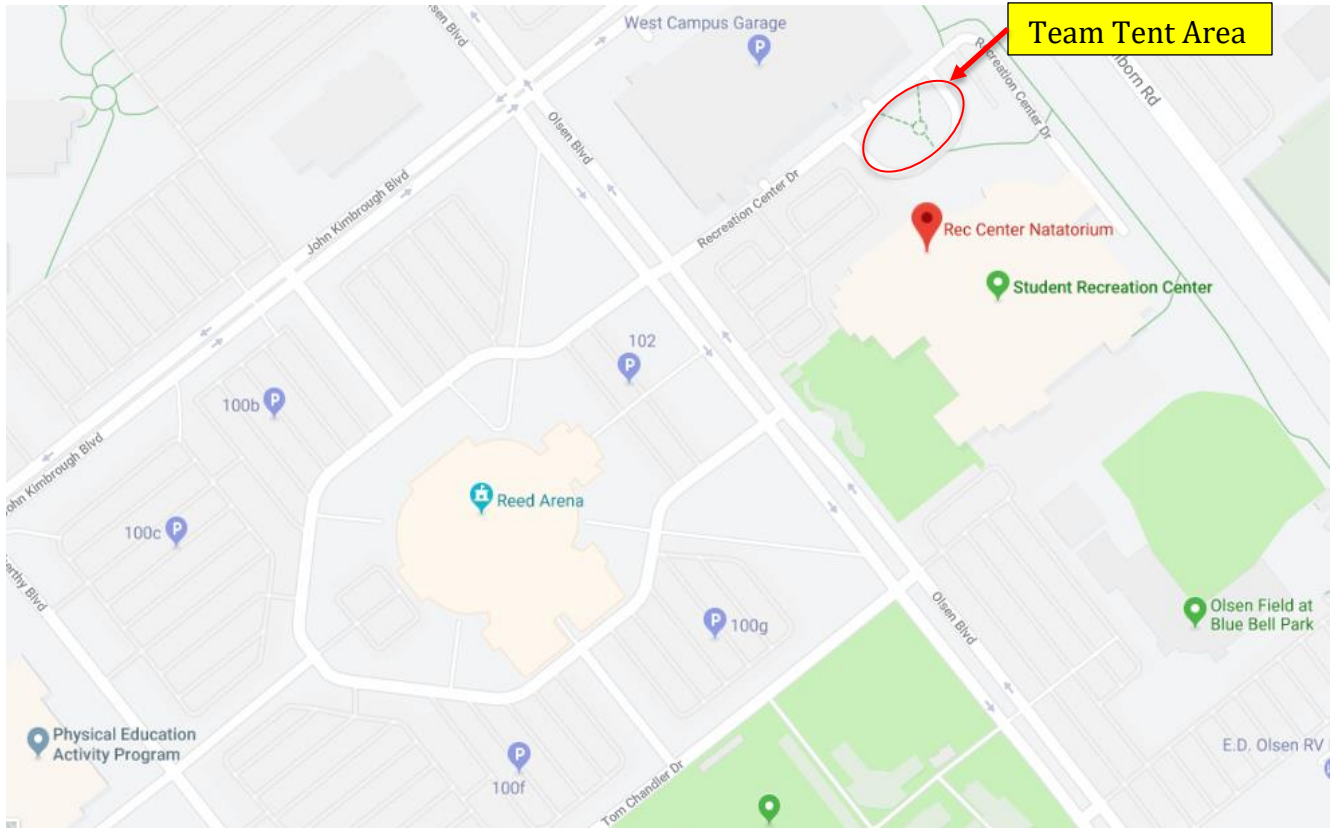 Team Tent Area
West Campus Garage
P
Olsen Blvd
Recreation Center Dr
Olsen Blvd
John Kimbrough Blvd
Recreation Center Dr
Rec Center Natatorium
Student Recreation Center
102
P
100b P
John Kimbrough Blvd
Reed Arena
100c P
Olsen Blvd
P 100g
Olsen Field at
Blue Bell Park
Physical Education
Activity Program
E.D. Olsen RV
P
100f
Tom Chandler Dr